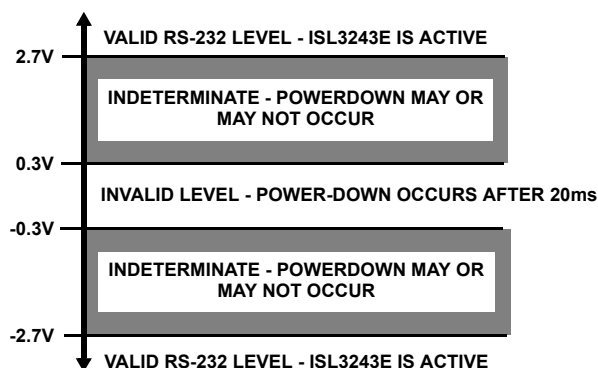 VALID RS-232 LEVEL - ISL3243E IS ACTIVE
2.7V
INDETERMINATE - POWERDOWN MAY OR
MAY NOT OCCUR
0.3V
INVALID LEVEL - POWER-DOWN OCCURS AFTER 20ms
-0.3V
INDETERMINATE - POWERDOWN MAY OR
MAY NOT OCCUR
-2.7V
VALID RS-232 LEVEL - ISL3243E IS ACTIVE